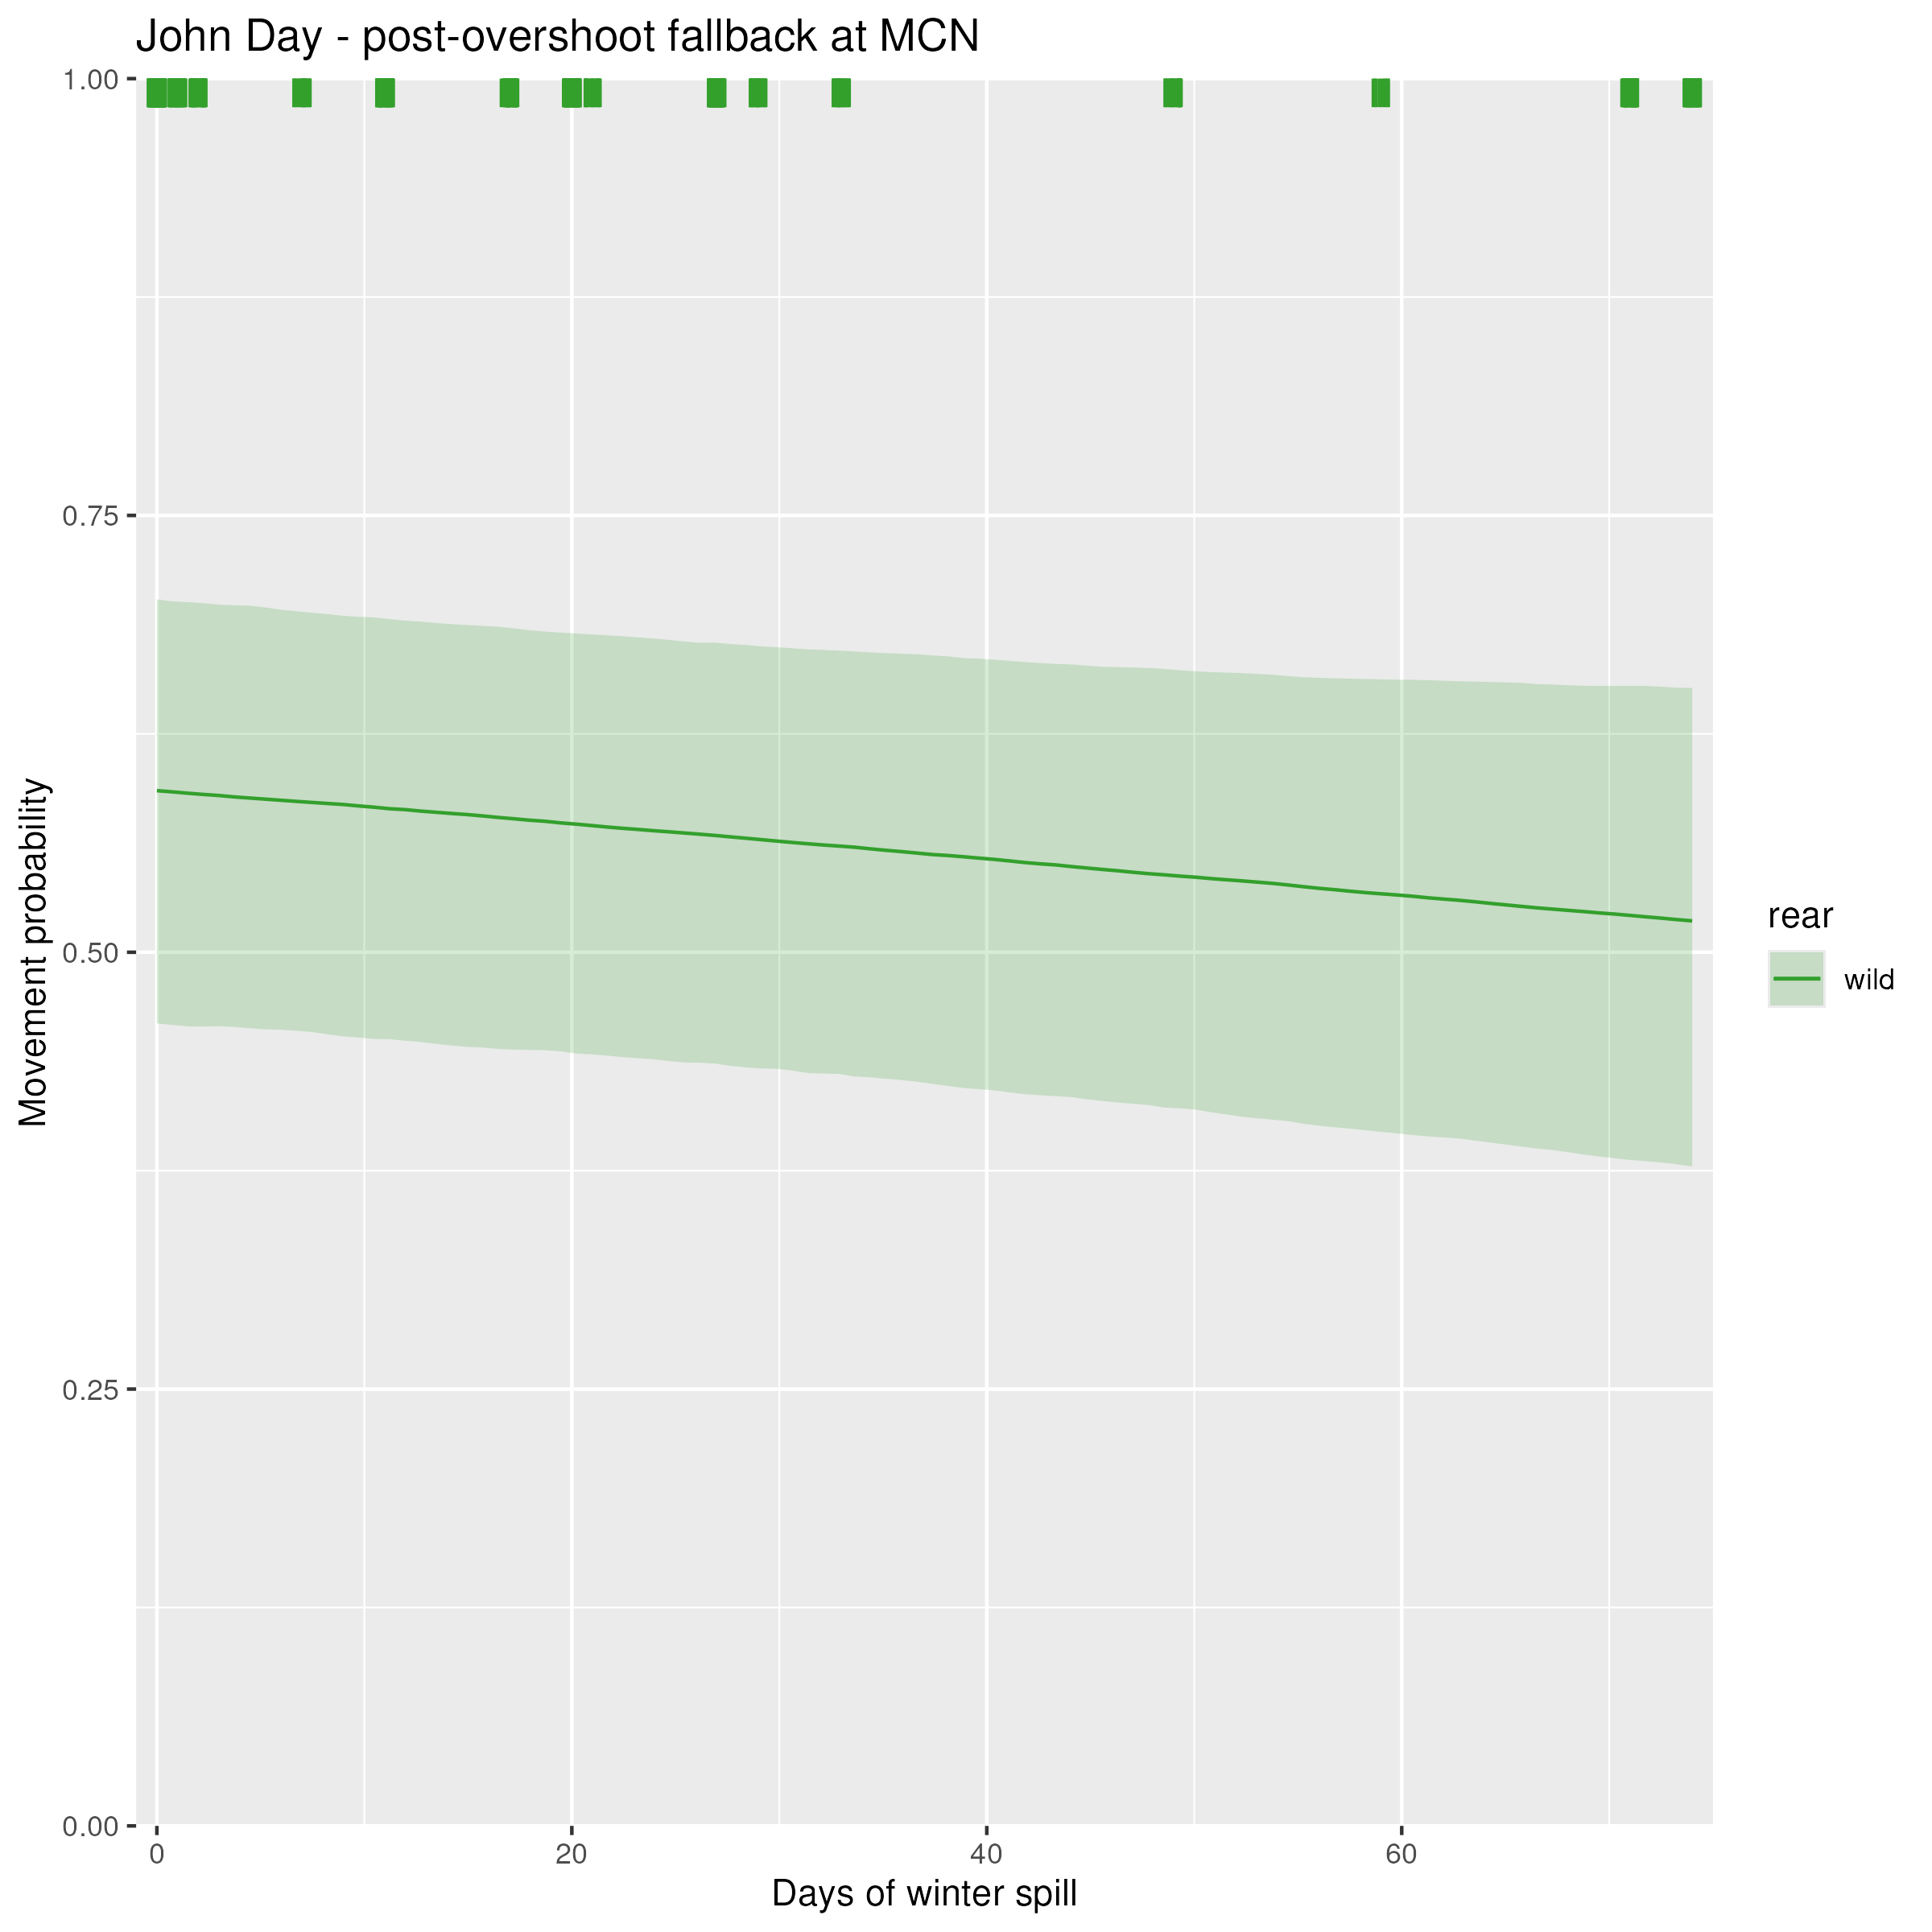 John Day - post-overshoot fallback at MCN
1.00
0.75
0.50
0.25
0.00
Movement probability
0
20
40
60
Days of winter spill
rear
wild